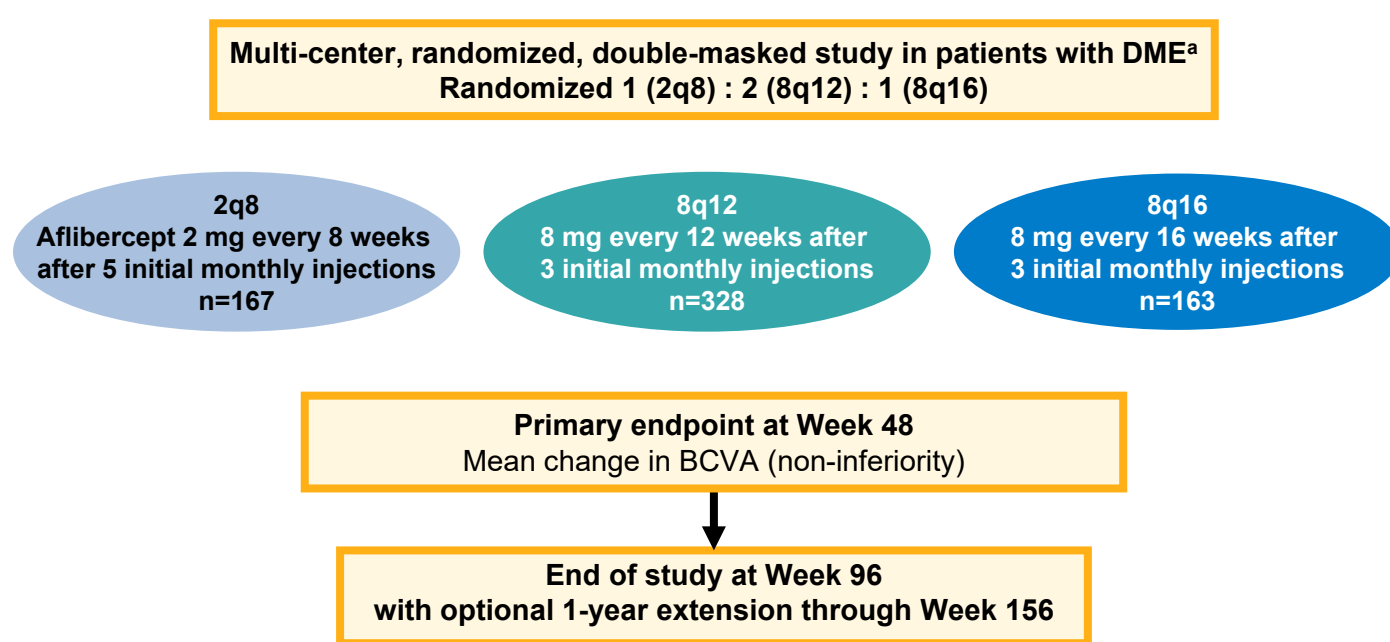 Multi-center, randomized, double-masked study in patients with DMEᵃ
Randomized 1 (2q8) : 2 (8q12) : 1 (8q16)
2q8
Aflibercept 2 mg every 8 weeks
after 5 initial monthly injections
n=167
8q12
8 mg every 12 weeks after
3 initial monthly injections
n=328
8q16
8 mg every 16 weeks after
3 initial monthly injections
n=163
Primary endpoint at Week 48
Mean change in BCVA (non-inferiority)
End of study at Week 96
with optional 1-year extension through Week 156